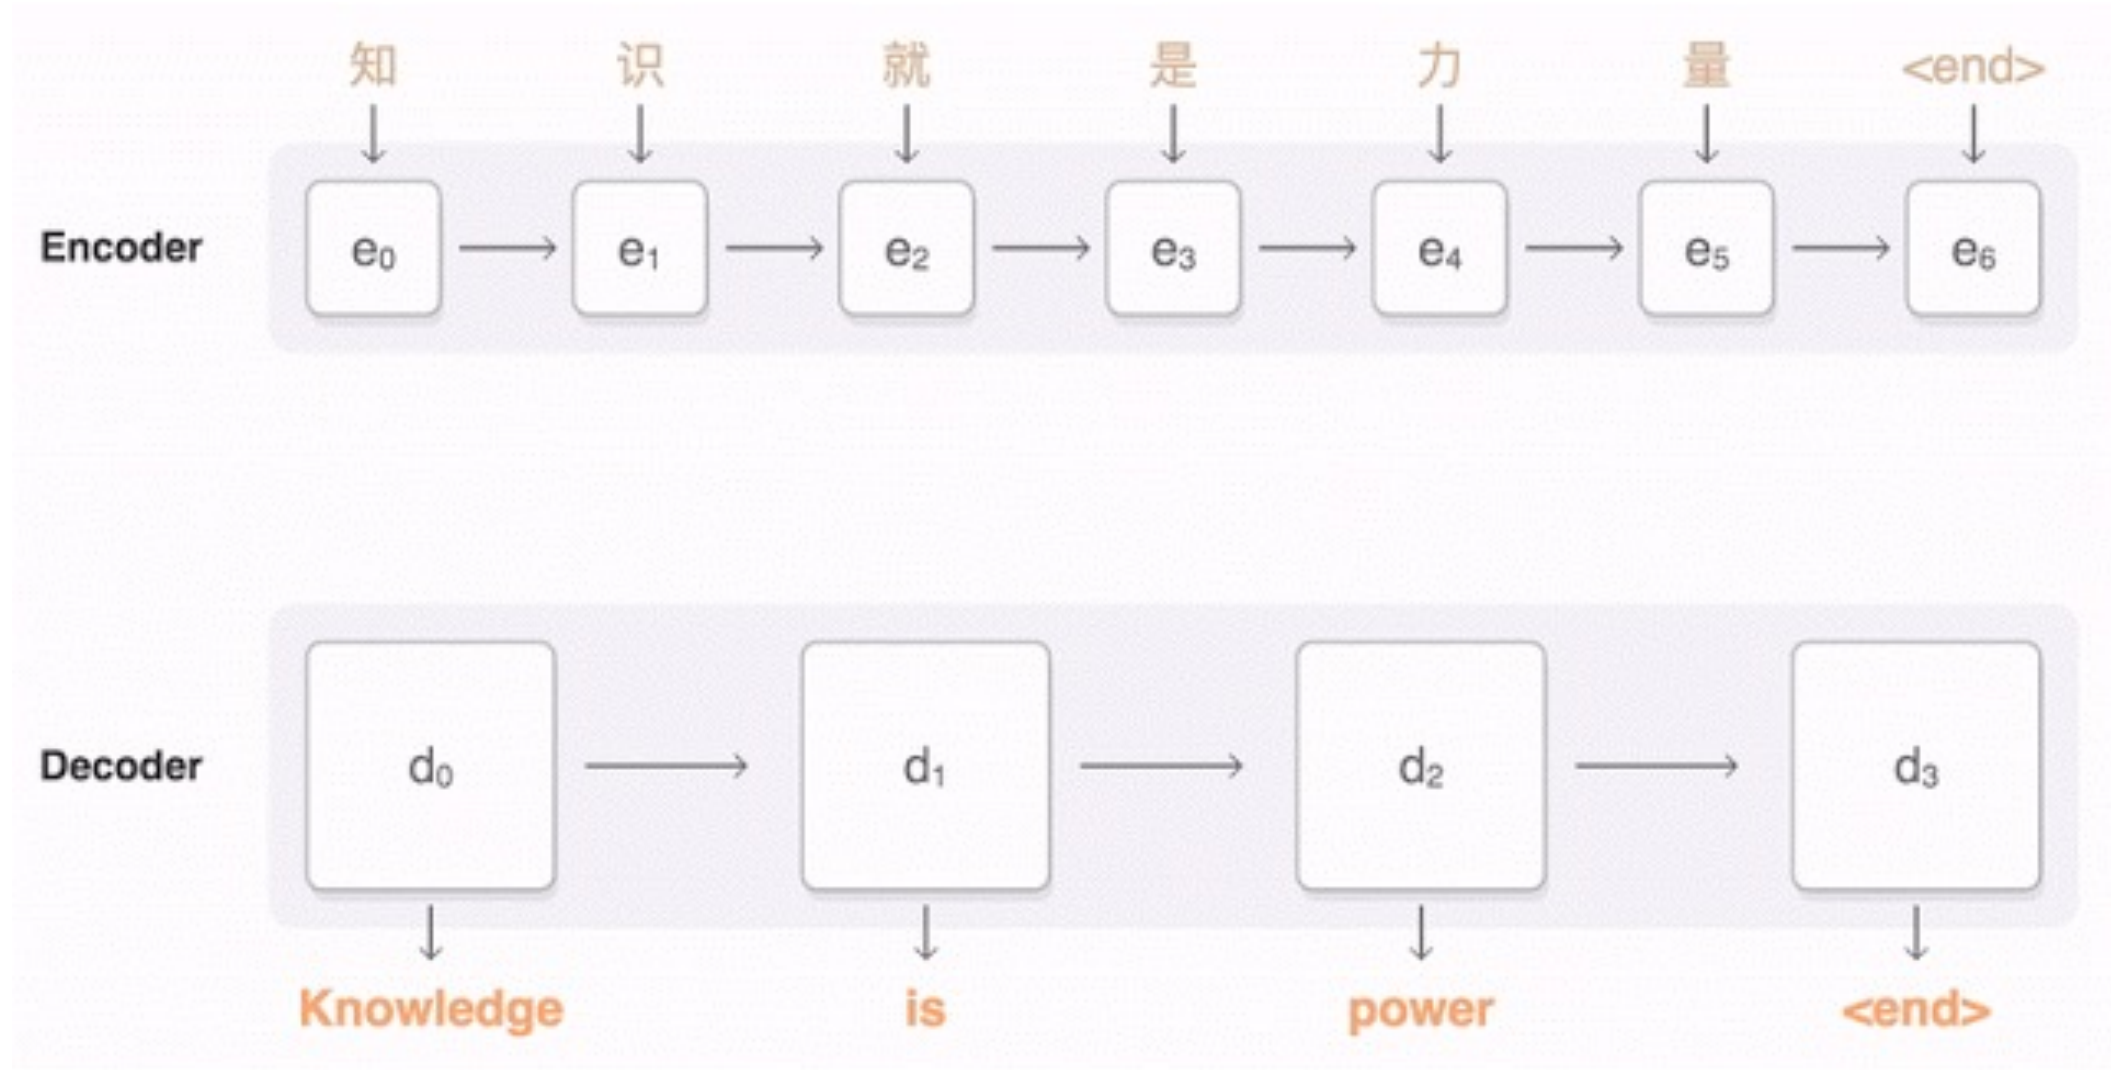 知 识 就 是 力 量 <end>
Encoder e₀ e₁ e₂ e₃ e₄ e₅ e₆
Decoder d₀ d₁ d₂ d₃
Knowledge is power <end>